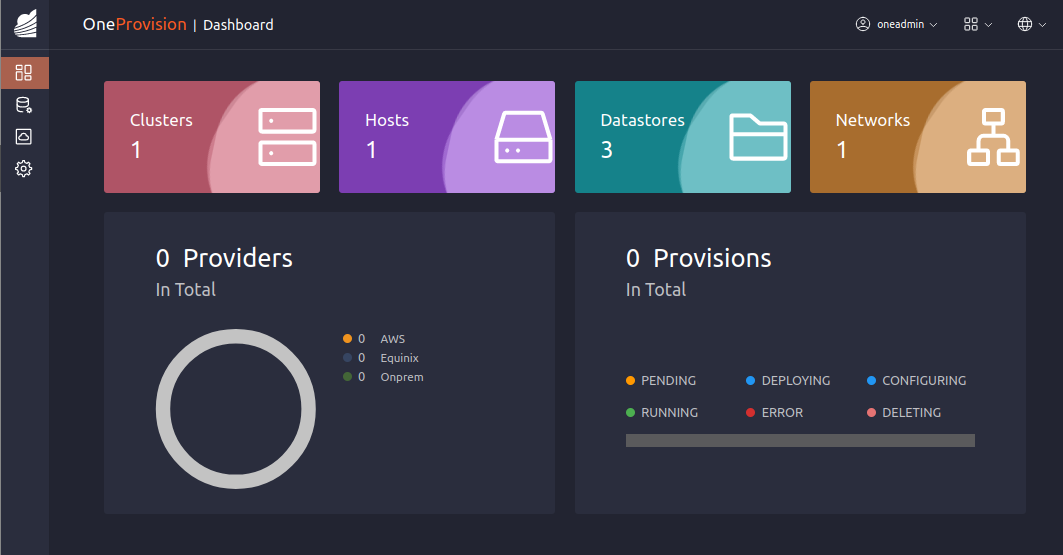 OneProvision | Dashboard
oneadmin
Clusters
1
Hosts
1
Datastores
3
Networks
1
0 Providers
In Total
0 AWS
0 Equinix
0 Onprem
0 Provisions
In Total
PENDING DEPLOYING CONFIGURING
RUNNING ERROR DELETING